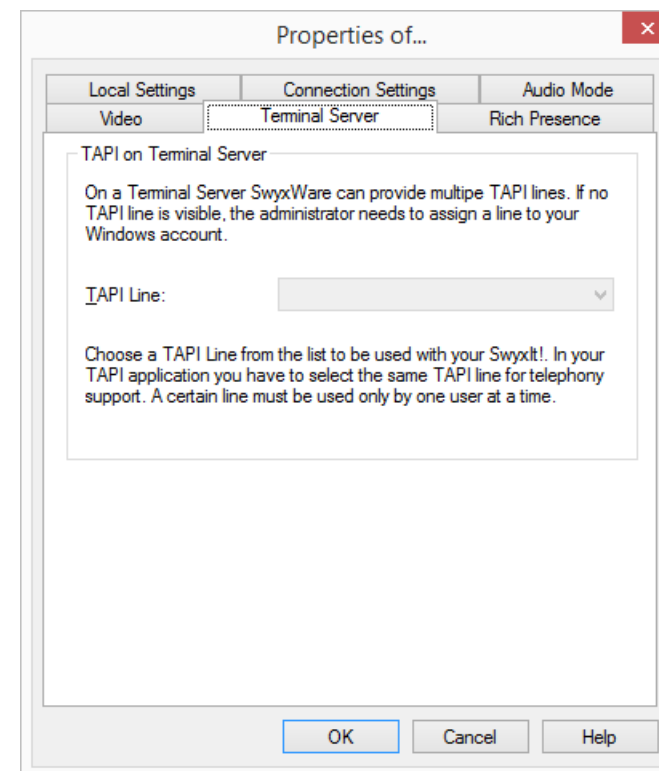 Properties of...
Local Settings
Connection Settings
Audio Mode
Video
Terminal Server
Rich Presence
TAPI on Terminal Server
On a Terminal Server SwyxWare can provide multipe TAPI lines. If no
TAPI line is visible, the administrator needs to assign a line to your
Windows account.
TAPI Line:
Choose a TAPI Line from the list to be used with your SwyxIt!. In your
TAPI application you have to select the same TAPI line for telephony
support. A certain line must be used only by one user at a time.
OK
Cancel
Help